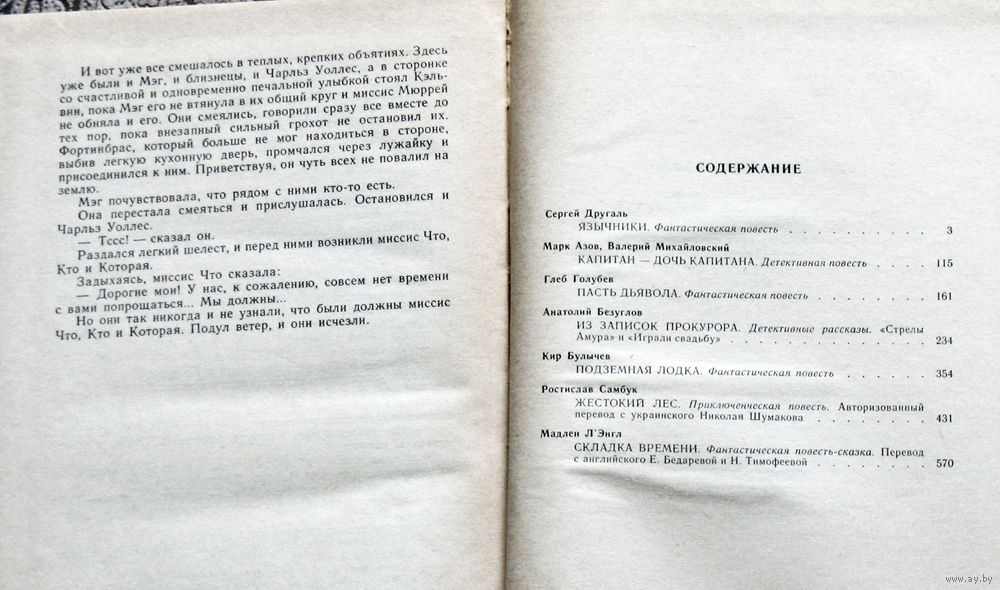 И вот уже все смешалось в теплых, крепких объятиях. Здесь
уже были и Мэг, и близнецы, и Чарльз Уоллес, а в сторонке
со счастливой и одновременно печальной улыбкой стоял Кэль-
вин, пока Мэг его не втянула в их общий круг и миссис Мюррей
не обняла и его. Они смеялись, говорили сразу все вместе до
тех пор, пока внезапный сильный грохот не остановил их.
Фортинбрас, который больше не мог находиться в стороне,
выбив легкую кухонную дверь, промчался через лужайку и
присоединился к ним. Приветствуя, он чуть всех не повалил на
землю.
Мэг почувствовала, что рядом с ними кто-то есть.
Она перестала смеяться и прислушалась. Остановился и
Чарльз Уоллес.
— Тссс! — сказал он.
Раздался легкий шелест, и перед ними возникли миссис Что,
Кто и Которая.
Задыхаясь, миссис Что сказала:
— Дорогие мои! У нас, к сожалению, совсем нет времени
с вами попрощаться... Мы должны...
Но они так никогда и не узнали, что были должны миссис
Что, Кто и Которая. Подул ветер, и они исчезли.
СОДЕРЖАНИЕ
Сергей Другаль
ЯЗЫЧНИКИ. Фантастическая повесть . . . . . . . . . . 3
Марк Азов, Валерий Михайловский
КАПИТАН — ДОЧЬ КАПИТАНА. Детективная повесть . . . . 115
Глеб Голубев
ПАСТЬ ДЬЯВОЛА. Фантастическая повесть . . . . . . . 161
Анатолий Безуглов
ИЗ ЗАПИСОК ПРОКУРОРА. Детективные рассказы. «Стрелы
Амура» и «Играли свадьбу» . . . . . . . . . . . . . 234
Кир Булычев
ПОДЗЕМНАЯ ЛОДКА. Фантастическая повесть . . . . . . 354
Ростислав Самбук
ЖЕСТОКИЙ ЛЕС. Приключенческая повесть. Авторизованный
перевод с украинского Николая Шумакова . . . . . . . 431
Мадлен Л'Энгл
СКЛАДКА ВРЕМЕНИ. Фантастическая повесть-сказка. Перевод
с английского Е. Бедаревой и Н. Тимофеевой . . . . . . 570
www.ay.by